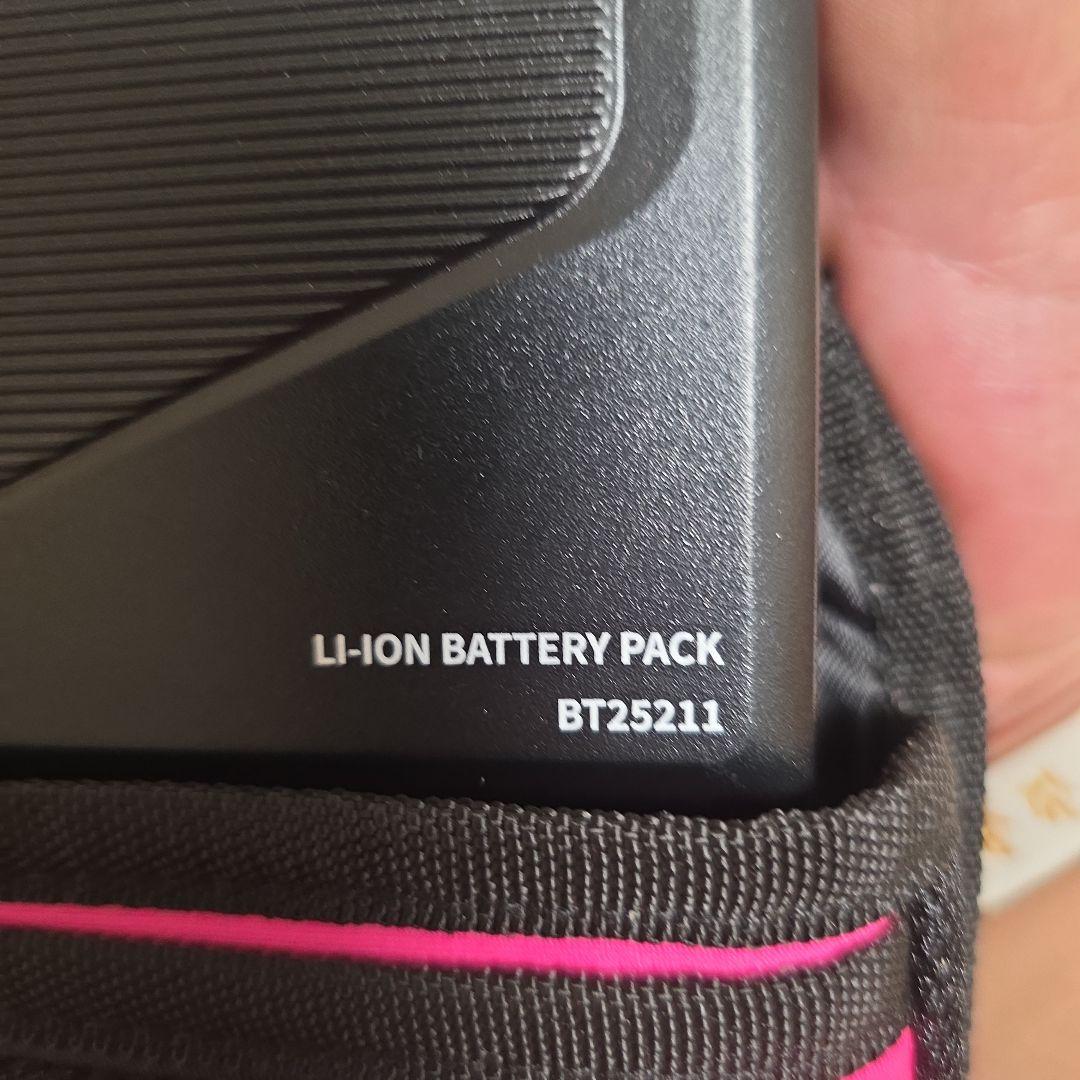 LI-ION BATTERY PACK
BT25211